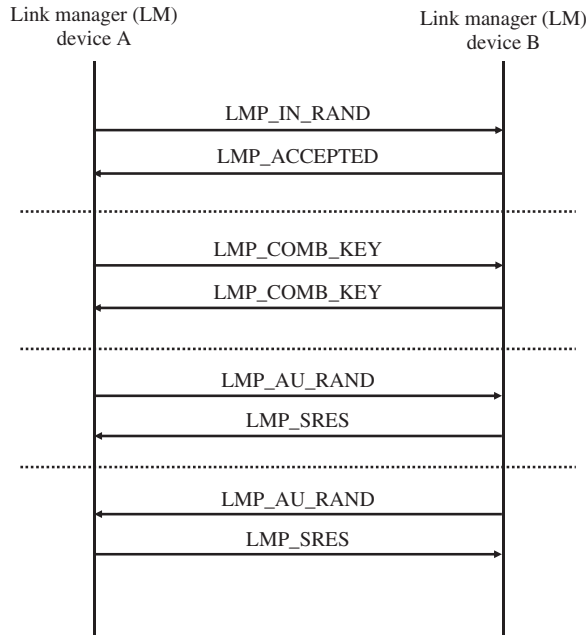 Link manager (LM)
device A
Link manager (LM)
device B
LMP_IN_RAND
LMP_ACCEPTED
LMP_COMB_KEY
LMP_COMB_KEY
LMP_AU_RAND
LMP_SRES
LMP_AU_RAND
LMP_SRES